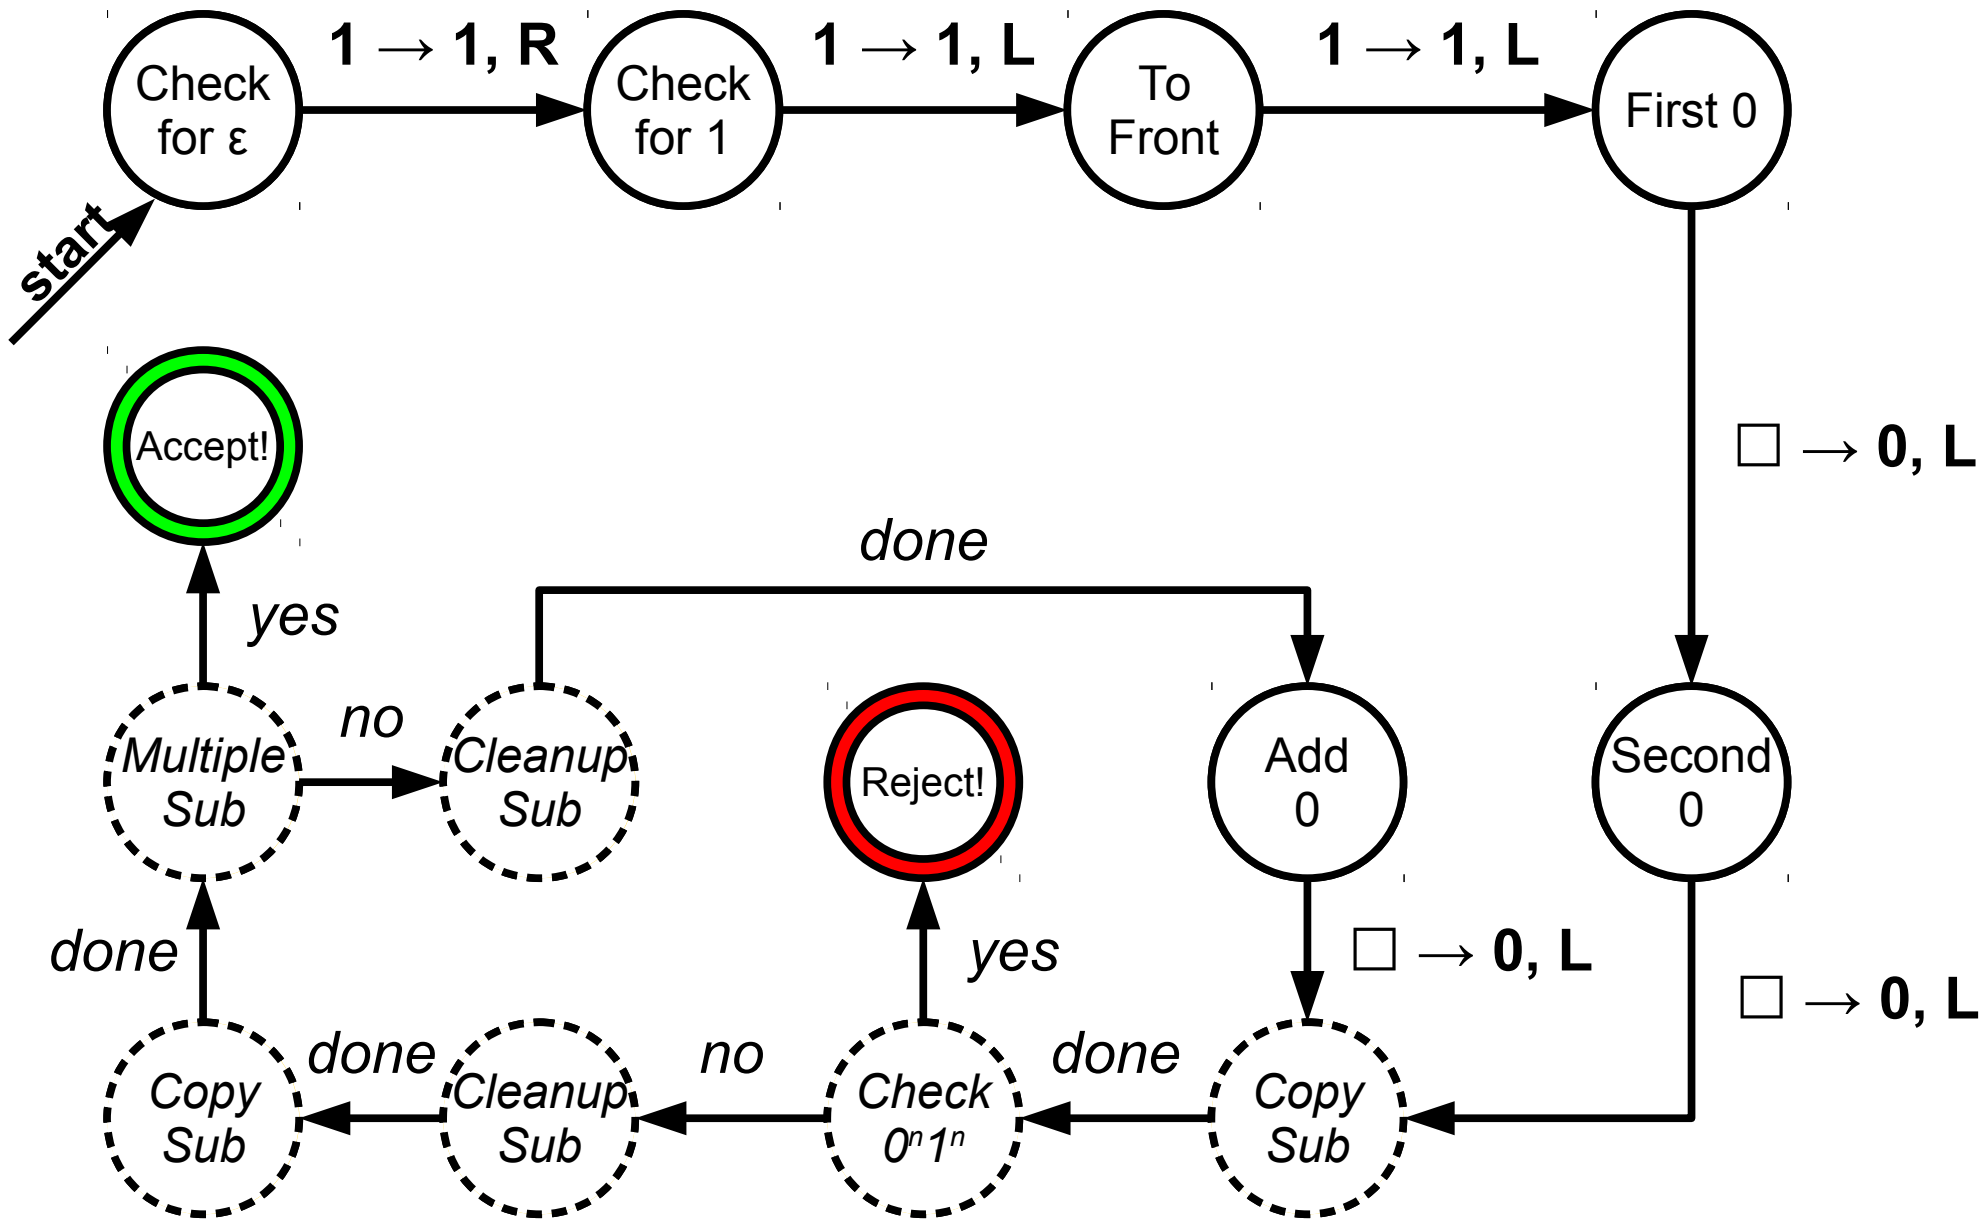 1 → 1, R
1 → 1, L
1 → 1, L
Check
for ε
Check
for 1
To
Front
First 0
start
□ → 0, L
Accept!
done
yes
no
Multiple
Sub
Cleanup
Sub
Reject!
Add
0
Second
0
done
yes
□ → 0, L
□ → 0, L
done
no
done
Copy
Sub
Cleanup
Sub
Check
0ⁿ1ⁿ
Copy
Sub